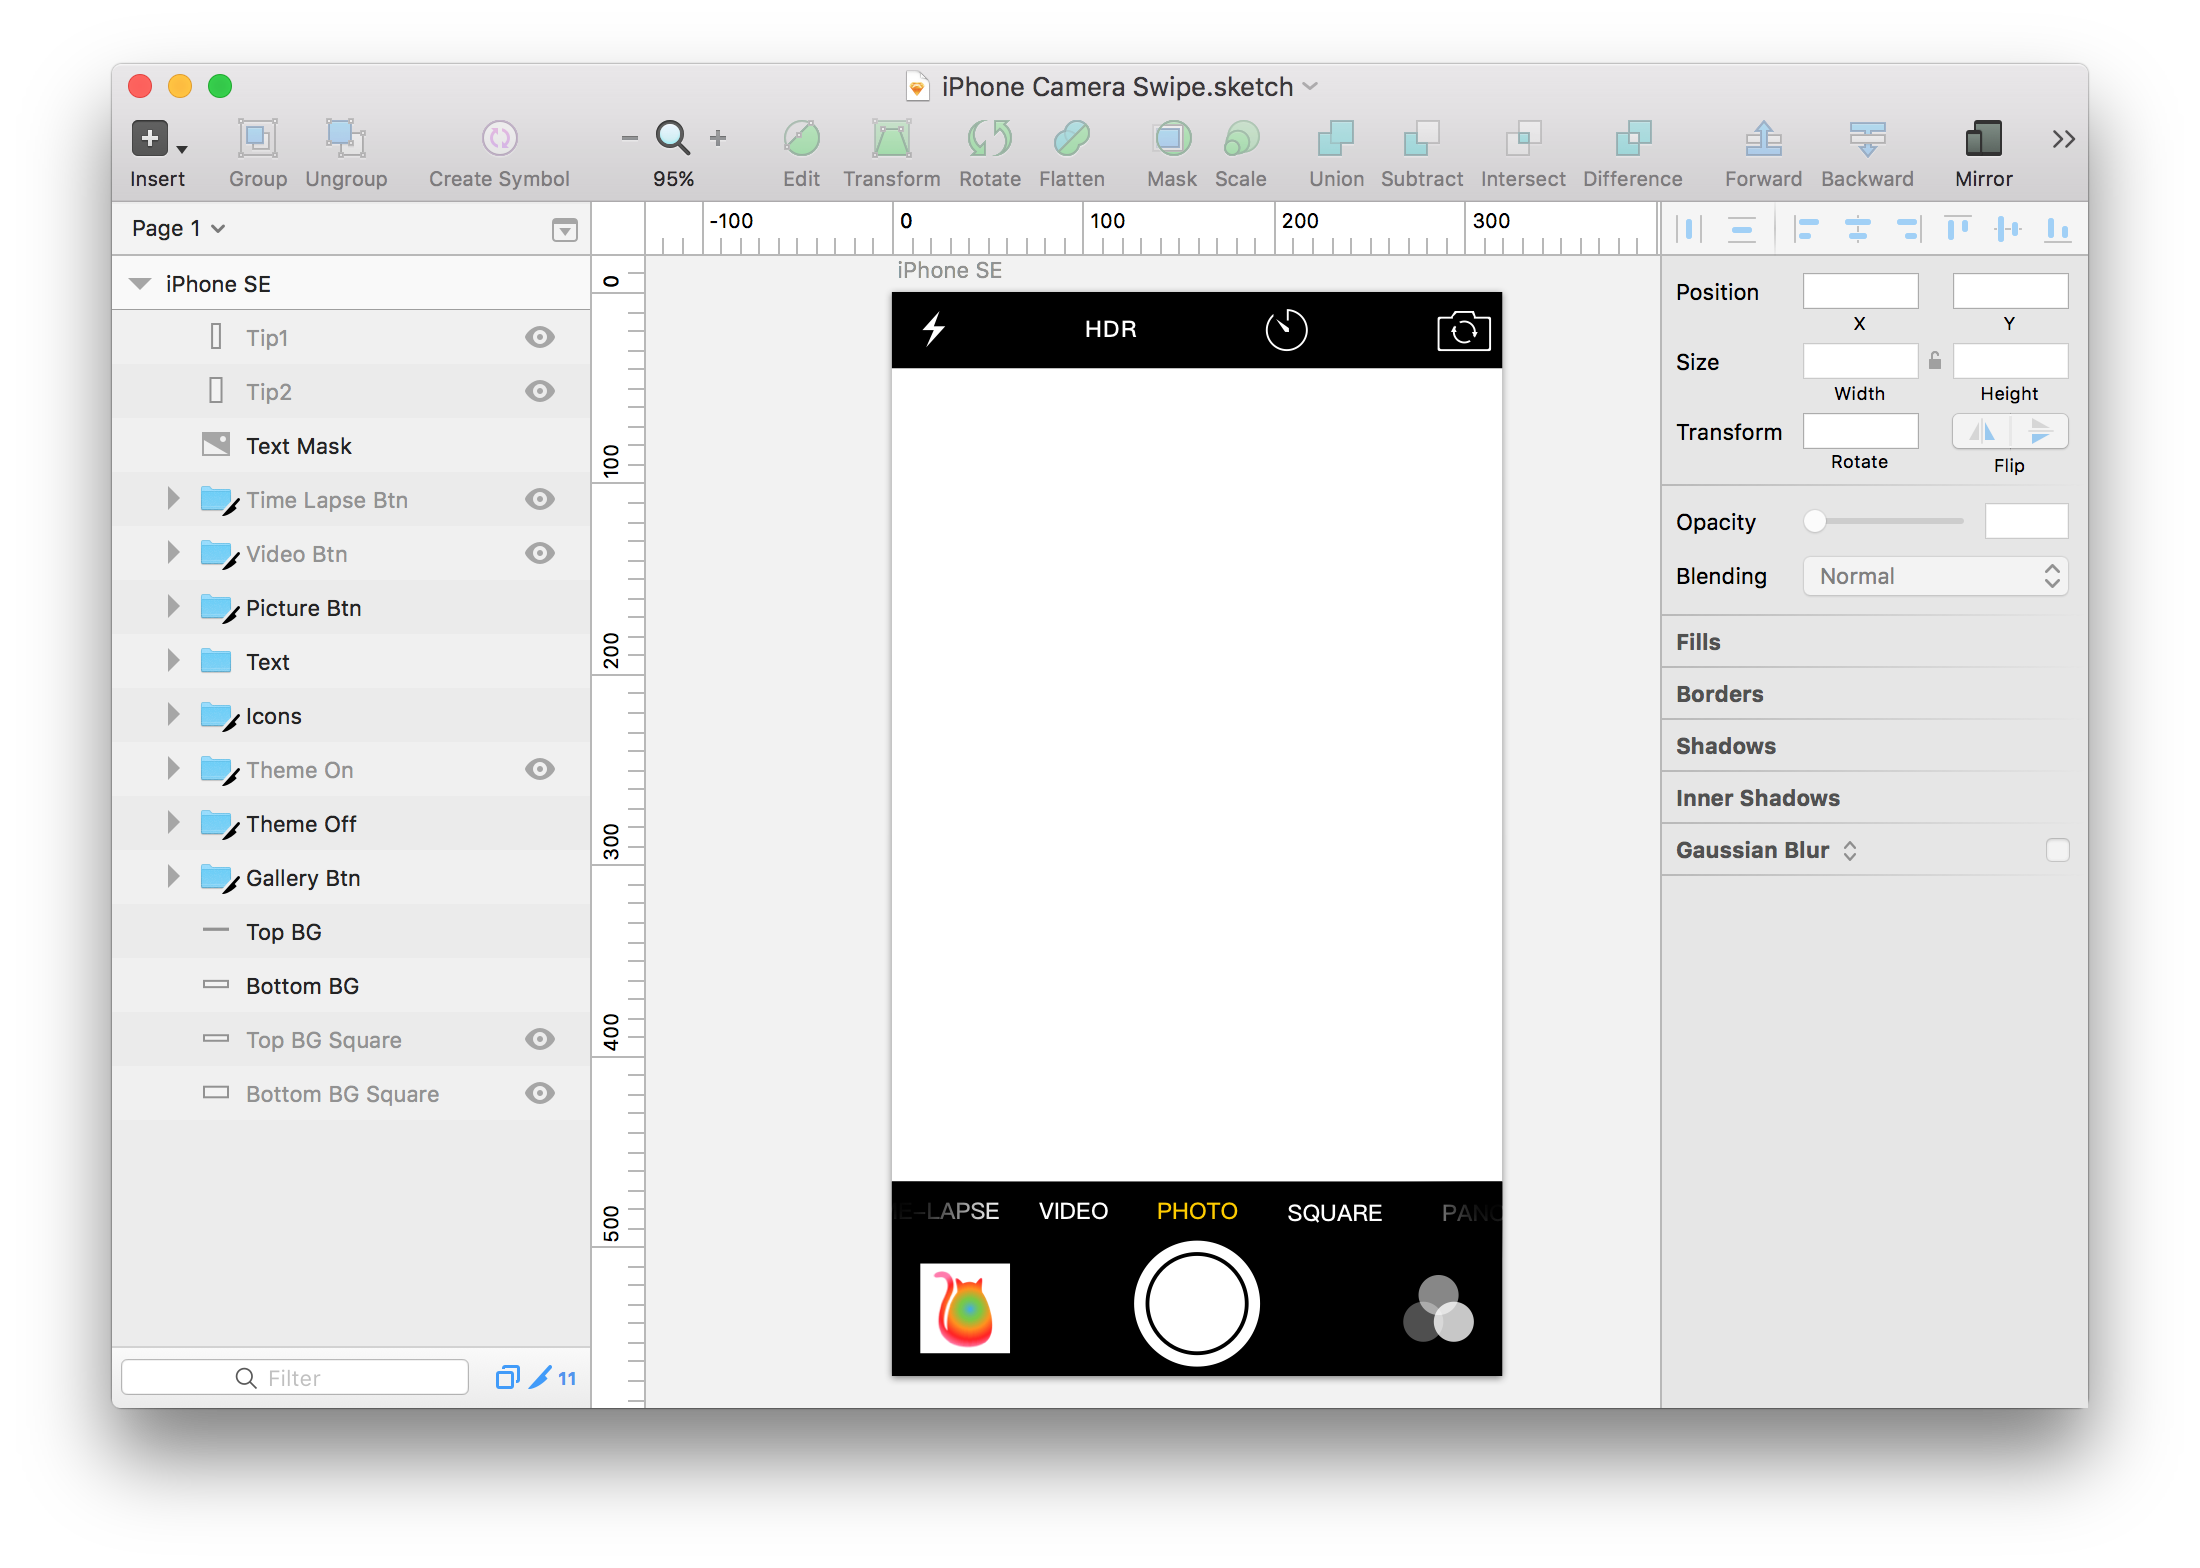 iPhone Camera Swipe.sketch
Insert Group Ungroup Create Symbol 95% Edit Transform Rotate Flatten Mask Scale Union Subtract Intersect Difference Forward Backward Mirror
Page 1
iPhone SE
Tip1
Tip2
Text Mask
Time Lapse Btn
Video Btn
Picture Btn
Text
Icons
Theme On
Theme Off
Gallery Btn
Top BG
Bottom BG
Top BG Square
Bottom BG Square
Filter
11
-100 0 100 200 300
0
100
200
300
400
500
iPhone SE
HDR
E-LAPSE VIDEO PHOTO SQUARE PANO
Position
X Y
Size
Width Height
Transform
Rotate Flip
Opacity
Blending Normal
Fills
Borders
Shadows
Inner Shadows
Gaussian Blur